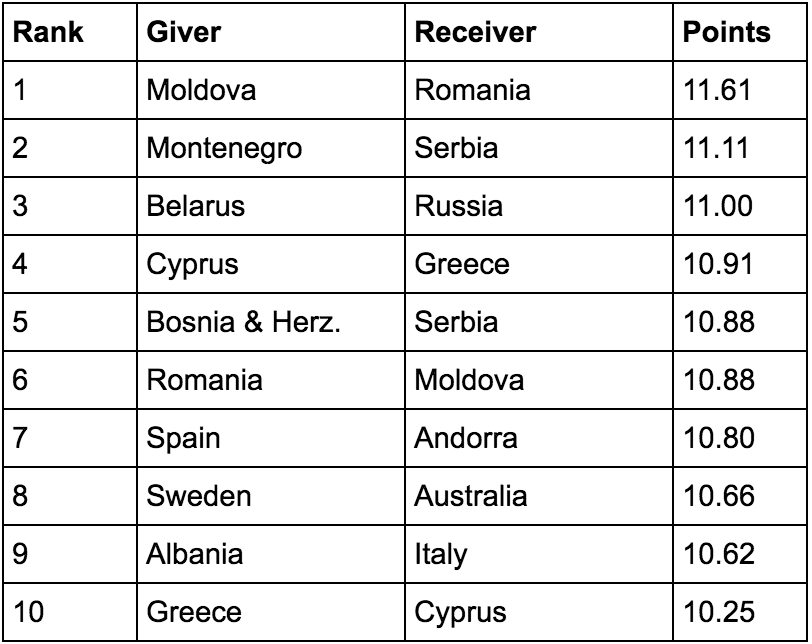 Rank Giver Receiver Points
1 Moldova Romania 11.61
2 Montenegro Serbia 11.11
3 Belarus Russia 11.00
4 Cyprus Greece 10.91
5 Bosnia & Herz. Serbia 10.88
6 Romania Moldova 10.88
7 Spain Andorra 10.80
8 Sweden Australia 10.66
9 Albania Italy 10.62
10 Greece Cyprus 10.25